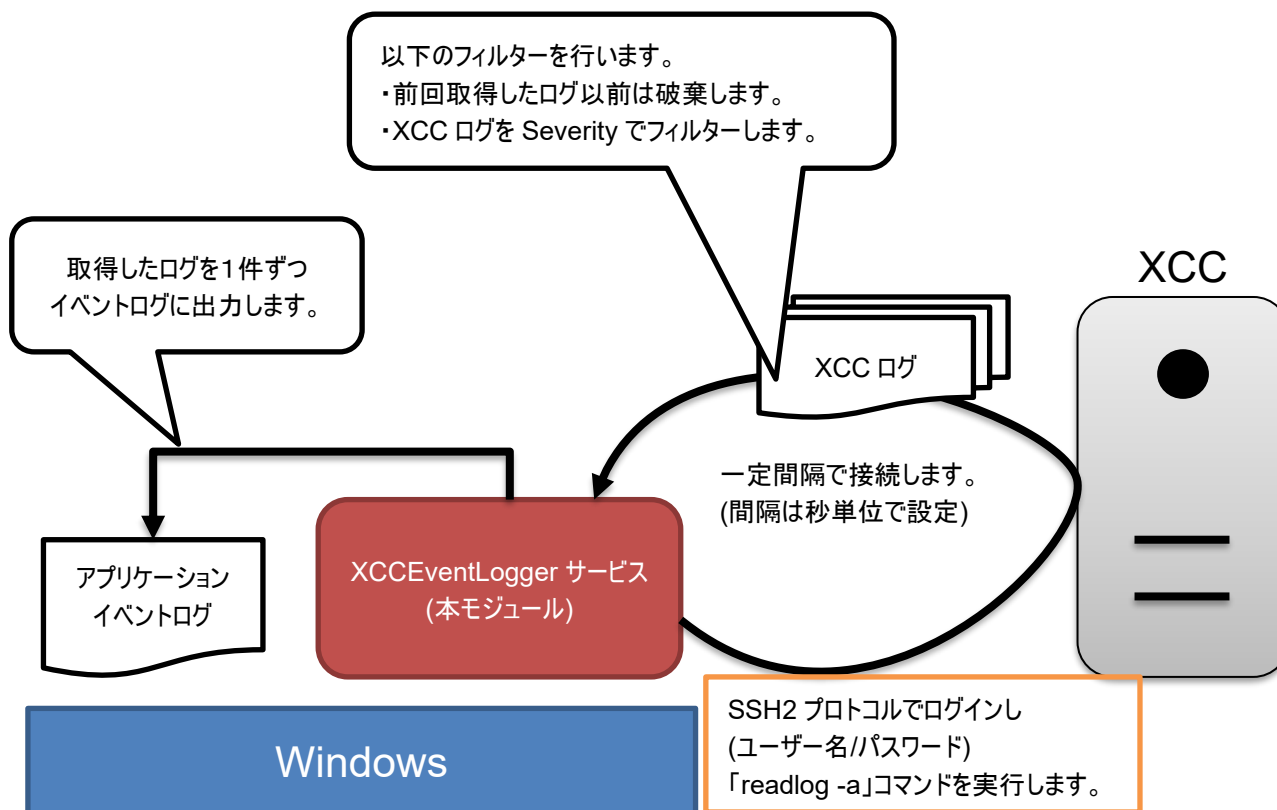 以下のフィルターを行います。
・前回取得したログ以前は破棄します。
・XCC ログを Severity でフィルターします。
取得したログを1件ずつ
イベントログに出力します。
XCC
XCC ログ
一定間隔で接続します。
(間隔は秒単位で設定)
アプリケーション
イベントログ
XCCEventLogger サービス
(本モジュール)
SSH2 プロトコルでログインし
(ユーザー名/パスワード)
「readlog -a」コマンドを実行します。
Windows